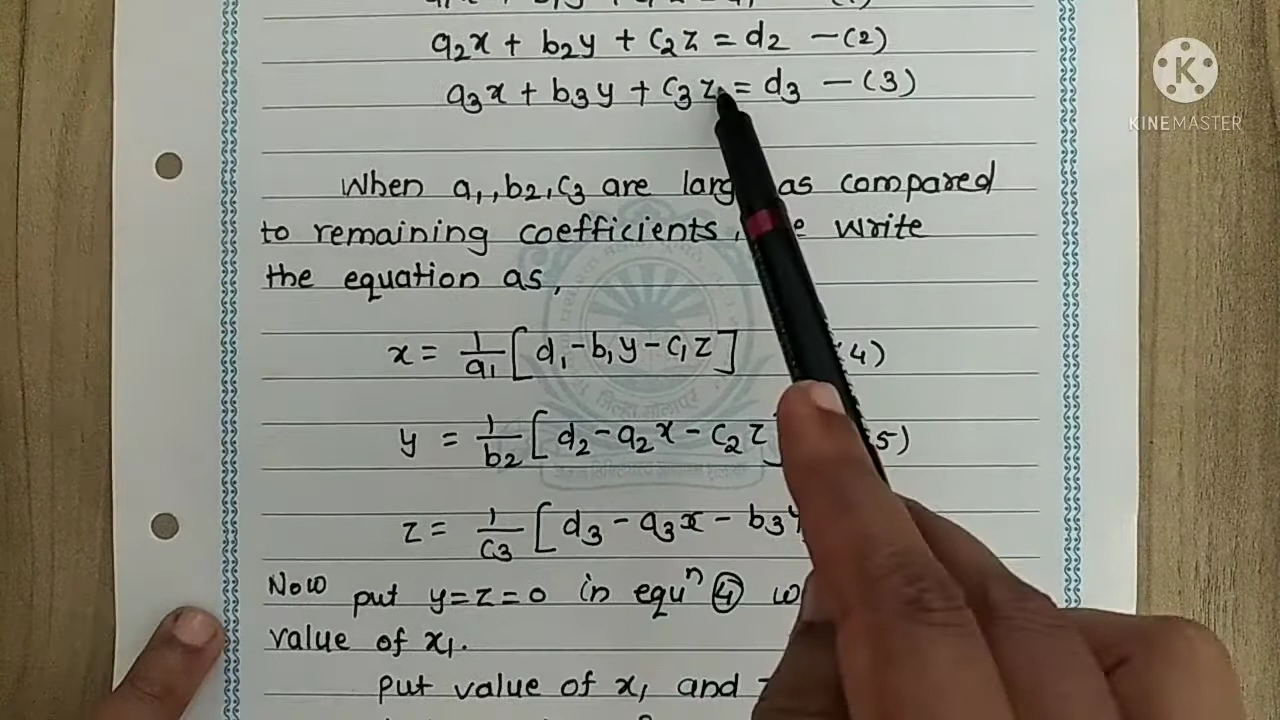 a2x + b2y + c2z = d2 – (2)
a3x + b3y + c3z = d3 – (3)
K
KINEMASTER
When a1,, b2, c3 are as compared
to remaining coefficients, write
the equation as,
x = 1/a1 [d1 - b1y - c1z] 4)
y = 1/b2 [d2 - a2x - c2z] 5)
z = 1/c3 [d3 - a3x - b3y
Now put y=z=0 in equⁿ ④
value of x1.
put value of x1 and